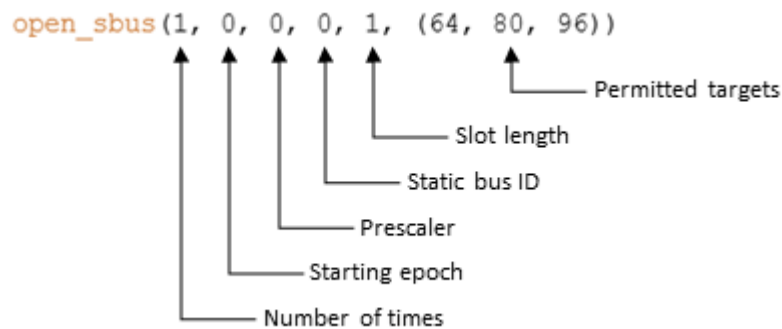 open_sbus(1, 0, 0, 0, 1, (64, 80, 96))
Permitted targets
Slot length
Static bus ID
Prescaler
Starting epoch
Number of times